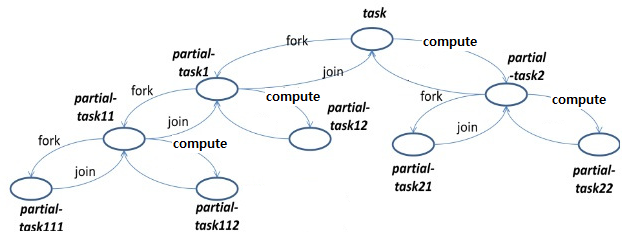 task
fork
compute
partial-
task1
partial
-task2
join
fork
compute
fork
compute
partial-
task11
partial-
task12
join
join
fork
compute
join
partial-
task21
partial-
task22
partial-
task111
partial-
task112